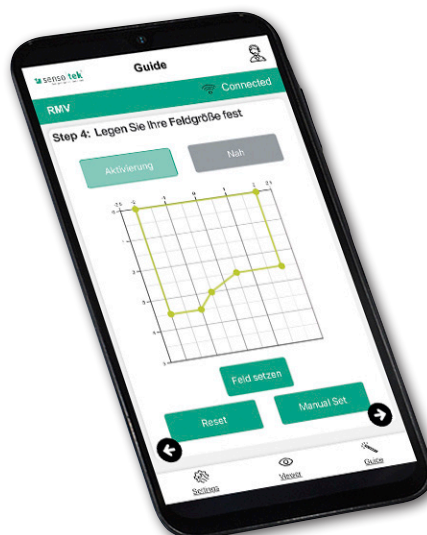 senso tek
Guide
RMV
Connected
Step 4: Legen Sie Ihre Feldgröße fest
Aktivierung
Nah
Feld setzen
Reset
Manual Set
Settings
Viewer
Guide